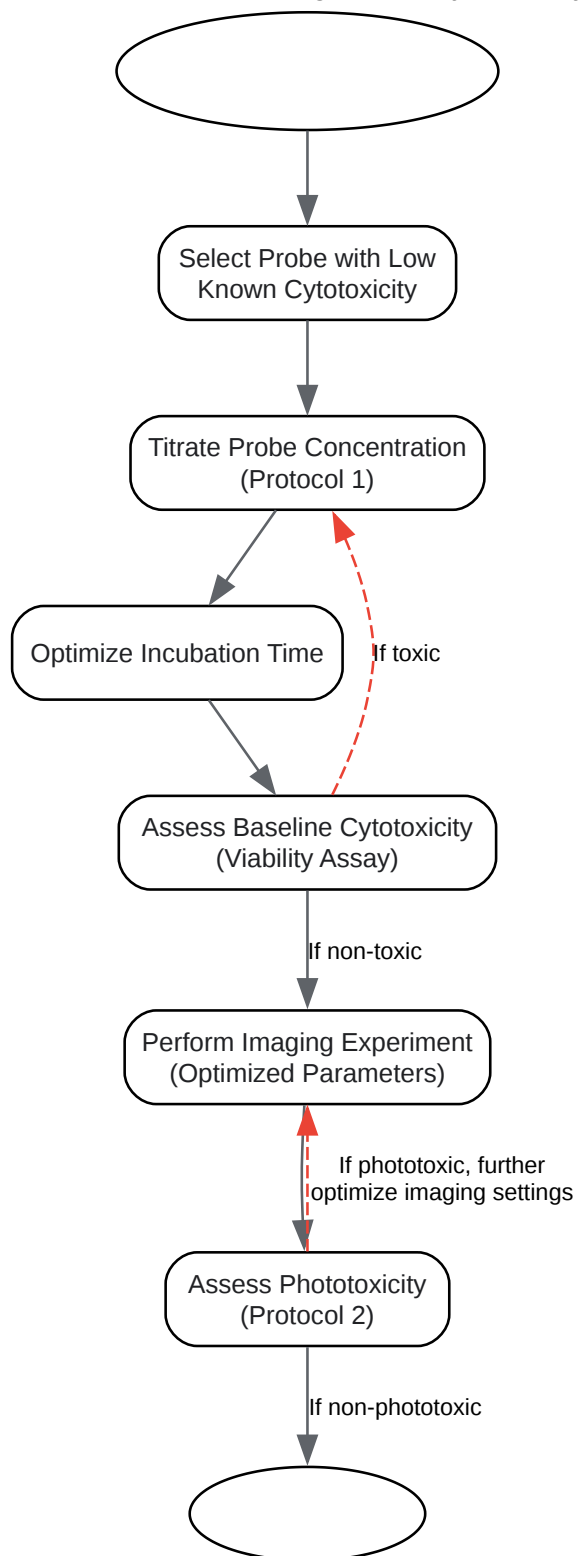 Select Probe with Low
Known Cytotoxicity
Titrate Probe Concentration
(Protocol 1)
Optimize Incubation Time
If toxic
Assess Baseline Cytotoxicity
(Viability Assay)
If non-toxic
Perform Imaging Experiment
(Optimized Parameters)
If phototoxic, further
optimize imaging settings
Assess Phototoxicity
(Protocol 2)
If non-phototoxic